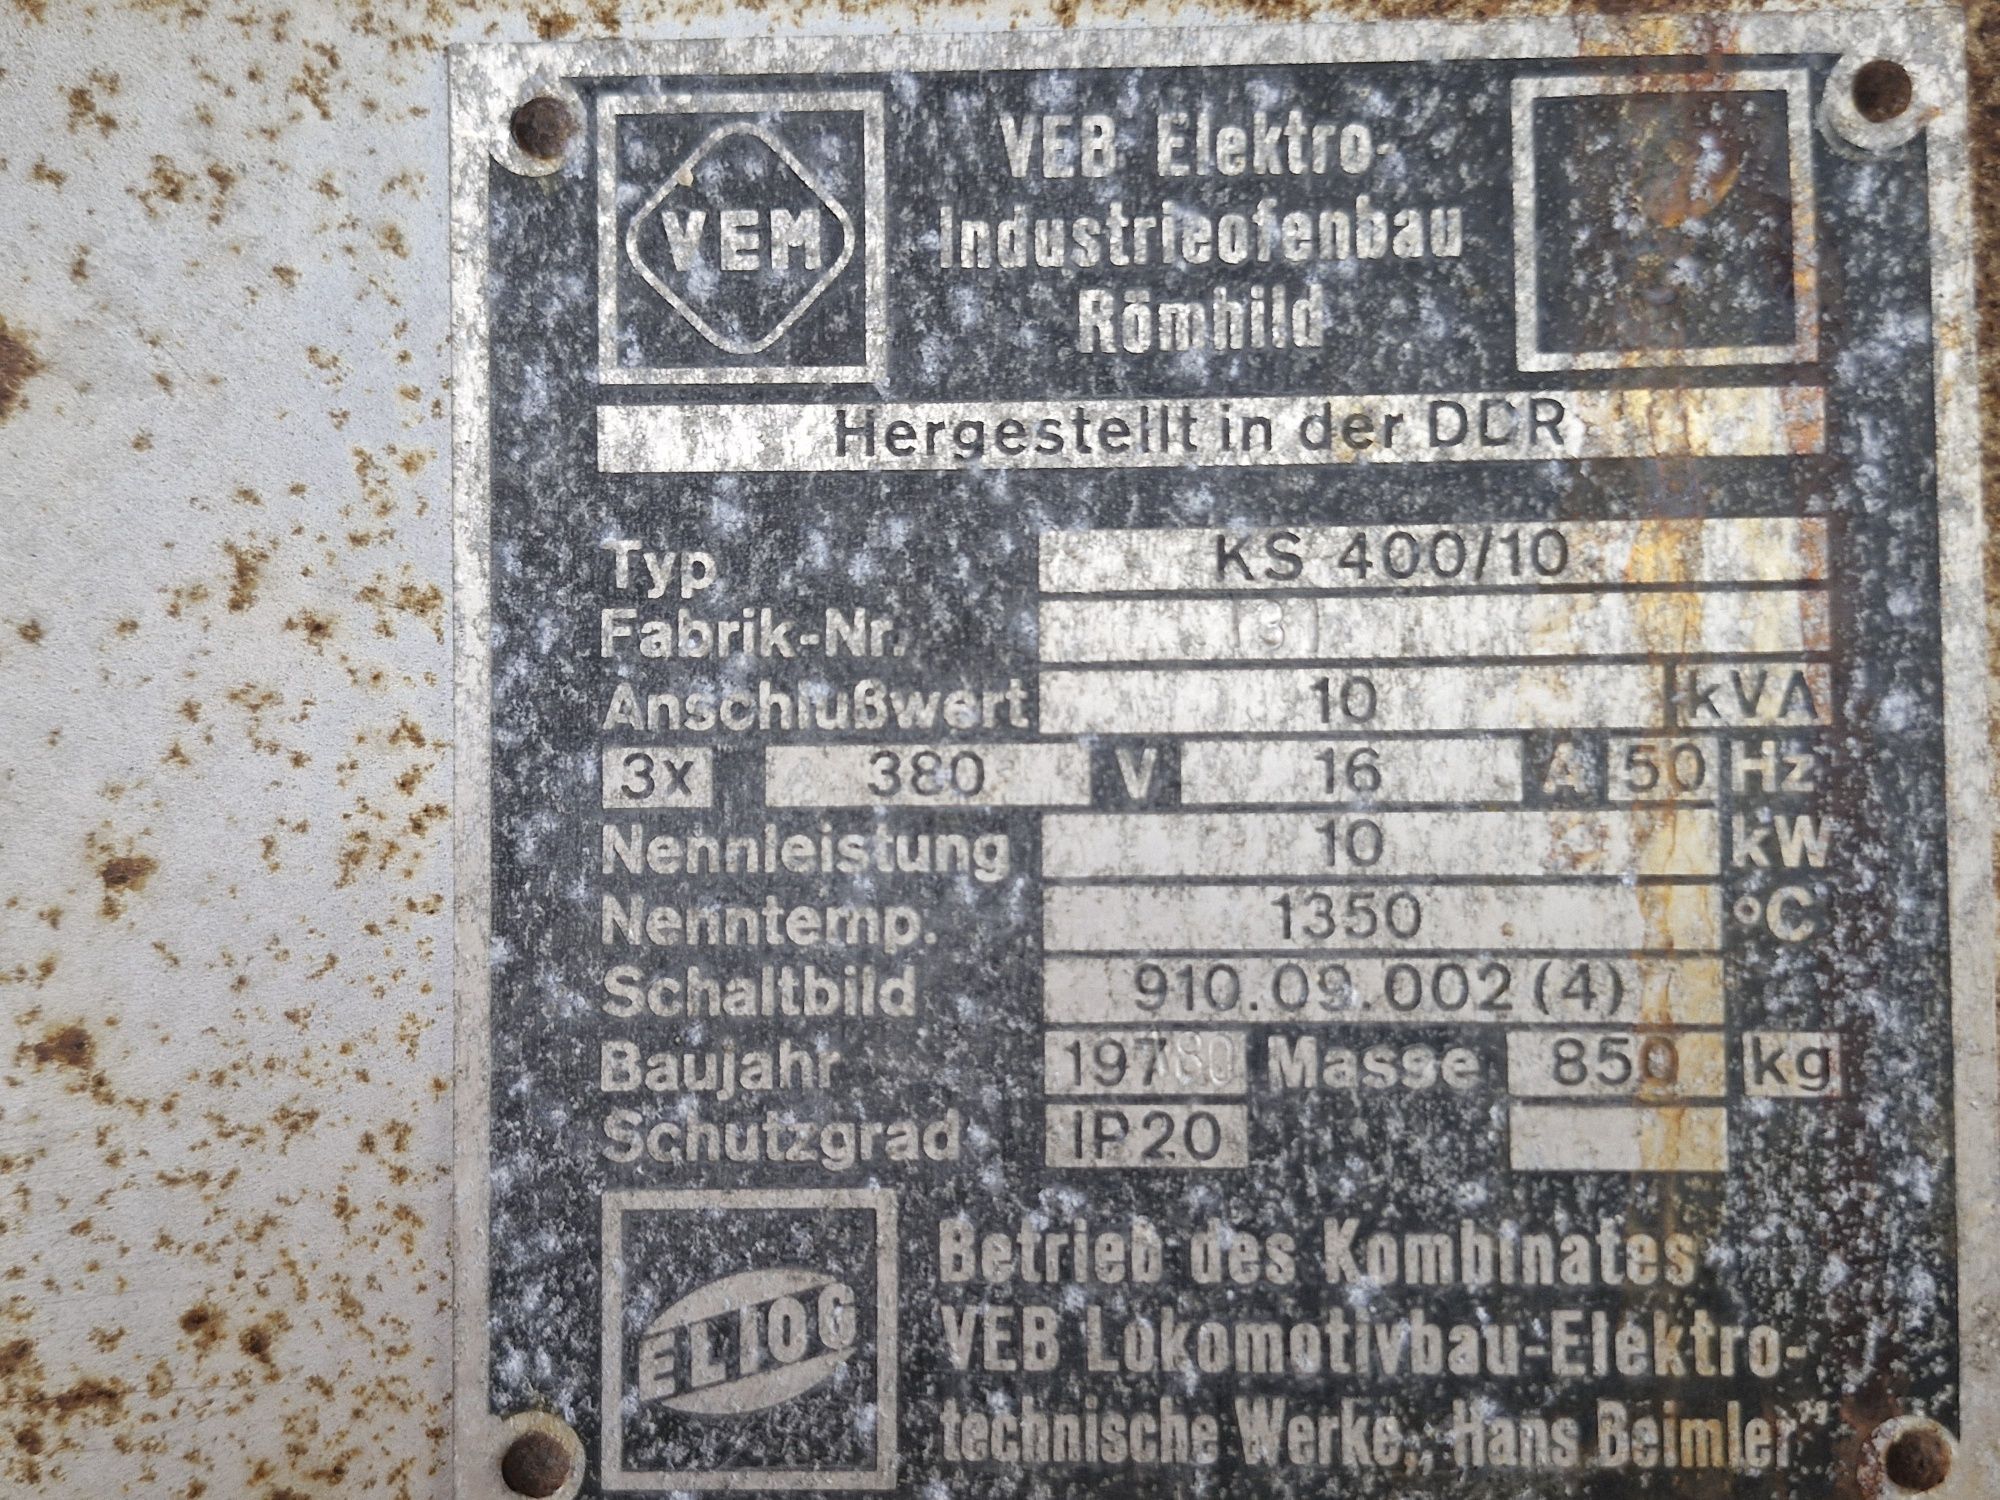 VEM
VEB Elektro-
Industrieofenbau
Römhild
Hergestellt in der DDR
Typ KS 400/10
Fabrik-Nr.
Anschlußwert 10 kVA
3x 380 V 16 A 50 Hz
Nennleistung 10 kW
Nenntemp. 1350 °C
Schaltbild 910.09.002 (4)
Baujahr 197 80 Masse 850 kg
Schutzgrad IP20
ELIOG
Betrieb des Kombinates
VEB Lokomotivbau-Elektro-
technische Werke„Hans Beimler"